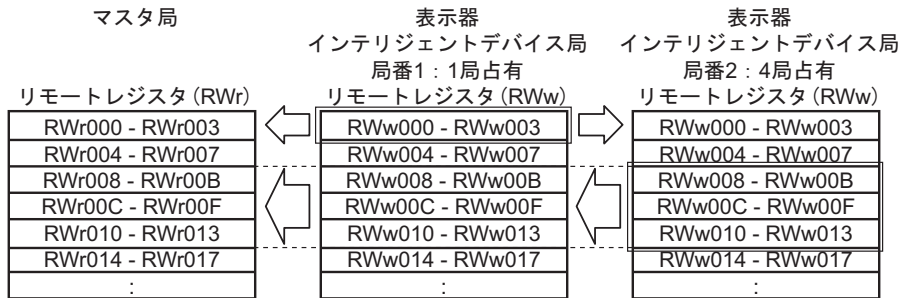 マスタ局
リモートレジスタ(RWr)
RWr000 - RWr003
RWr004 - RWr007
RWr008 - RWr00B
RWr00C - RWr00F
RWr010 - RWr013
RWr014 - RWr017
:
表示器
インテリジェントデバイス局
局番1：1局占有
リモートレジスタ(RWw)
RWw000 - RWw003
RWw004 - RWw007
RWw008 - RWw00B
RWw00C - RWw00F
RWw010 - RWw013
RWw014 - RWw017
:
表示器
インテリジェントデバイス局
局番2：4局占有
リモートレジスタ(RWw)
RWw000 - RWw003
RWw004 - RWw007
RWw008 - RWw00B
RWw00C - RWw00F
RWw010 - RWw013
RWw014 - RWw017
: